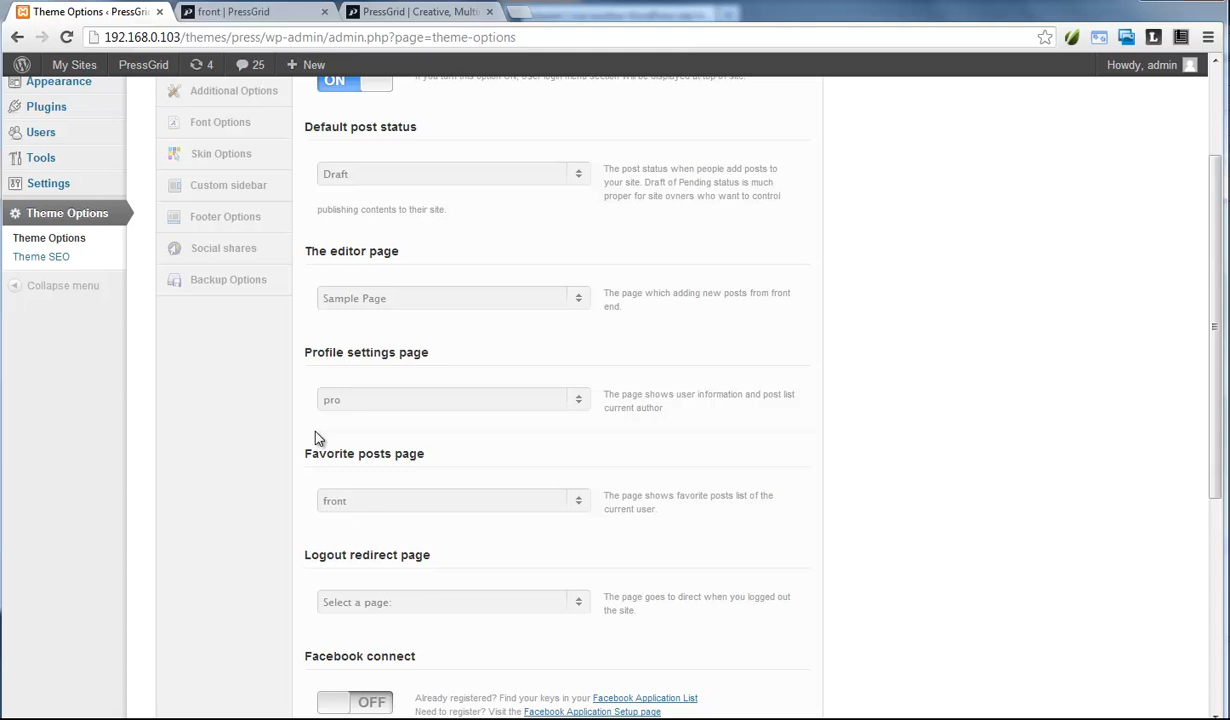 Theme Options ‹ PressGri
front | PressGrid
PressGrid | Creative, Multi
192.168.0.103/themes/press/wp-admin/admin.php?page=theme-options
My Sites
PressGrid
4
25
+ New
Howdy, admin
Appearance
Plugins
Users
Tools
Settings
Theme Options
Theme Options
Theme SEO
Collapse menu
Additional Options
Font Options
Skin Options
Custom sidebar
Footer Options
Social shares
Backup Options
ON
If you turn this option ON, User login menu section will be displayed at top of site.
Default post status
Draft
The post status when people add posts to
your site. Draft of Pending status is much
proper for site ovners who want to control
publishing contents to their site.
The editor page
Sample Page
The page which adding new posts from front
end.
Profile settings page
pro
The page shows user information and post list
current author
Favorite posts page
front
The page shows favorite posts list of the
current user.
Logout redirect page
Select a page:
The page goes to direct when you logged out
the site.
Facebook connect
OFF
Already registered? Find your keys in your Facebook Application List
Need to register? Visit the Facebook Application Setup page